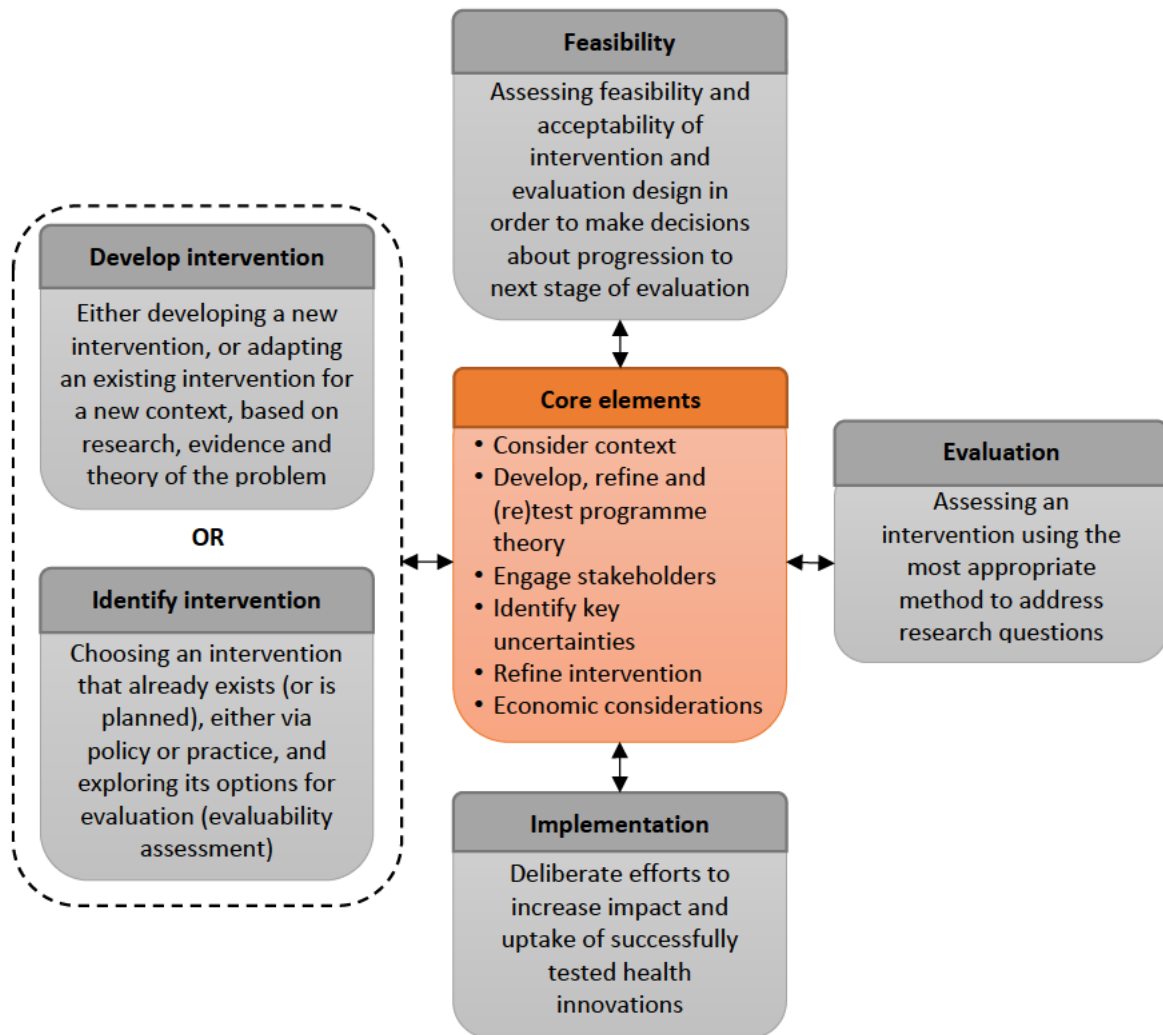 Feasibility
Assessing feasibility and
acceptability of
intervention and
evaluation design in
order to make decisions
about progression to
next stage of evaluation
Develop intervention
Either developing a new
intervention, or adapting
an existing intervention for
a new context, based on
research, evidence and
theory of the problem
OR
Identify intervention
Choosing an intervention
that already exists (or is
planned), either via
policy or practice, and
exploring its options for
evaluation (evaluability
assessment)
Core elements
• Consider context
• Develop, refine and
(re)test programme
theory
• Engage stakeholders
• Identify key
uncertainties
• Refine intervention
• Economic considerations
Evaluation
Assessing an
intervention using the
most appropriate
method to address
research questions
Implementation
Deliberate efforts to
increase impact and
uptake of successfully
tested health
innovations